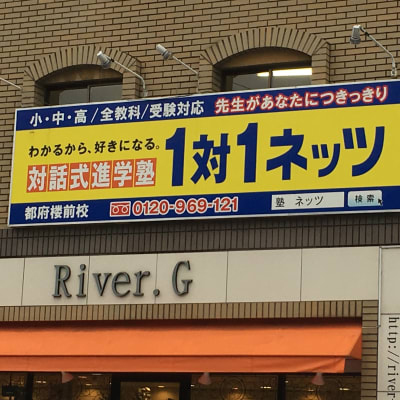 小・中・高/全教科/受験対応 先生があなたにつきっきり
わかるから、好きになる。
対話式進学塾 1対1ネッツ
都府楼前校 0120-969-121 塾 ネッツ 検索
River.G
http://river